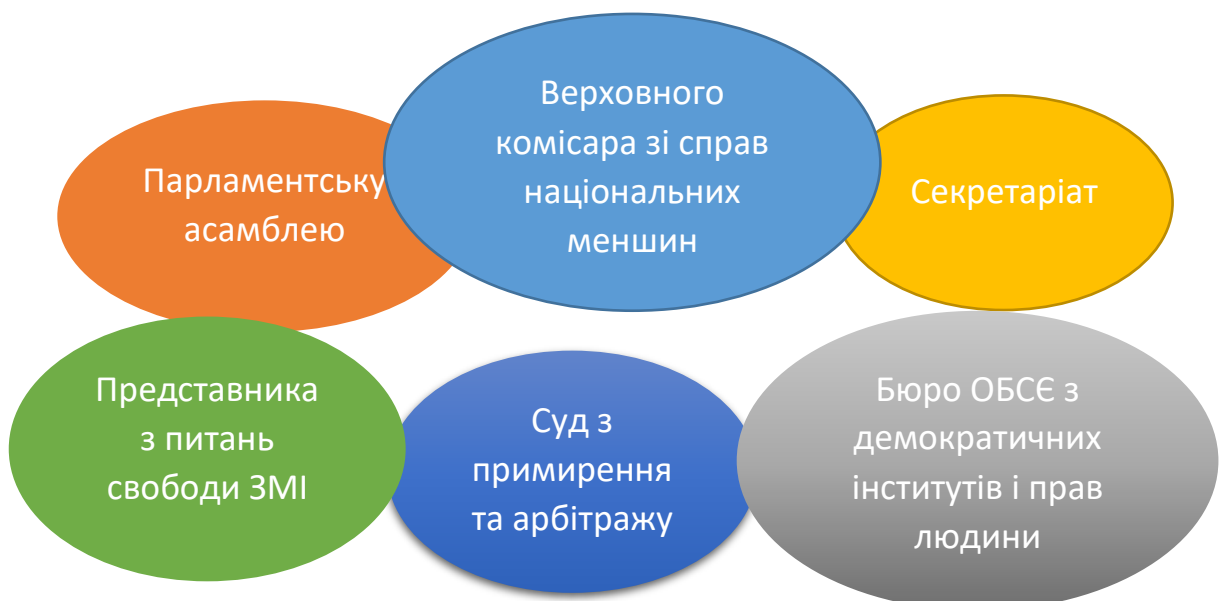 Парламентську
асамблею
Верховного
комісара зі справ
національних
меншин
Секретаріат
Представника
з питань
свободи ЗМІ
Суд з
примирення
та арбітражу
Бюро ОБСЄ з
демократичних
інститутів і прав
людини